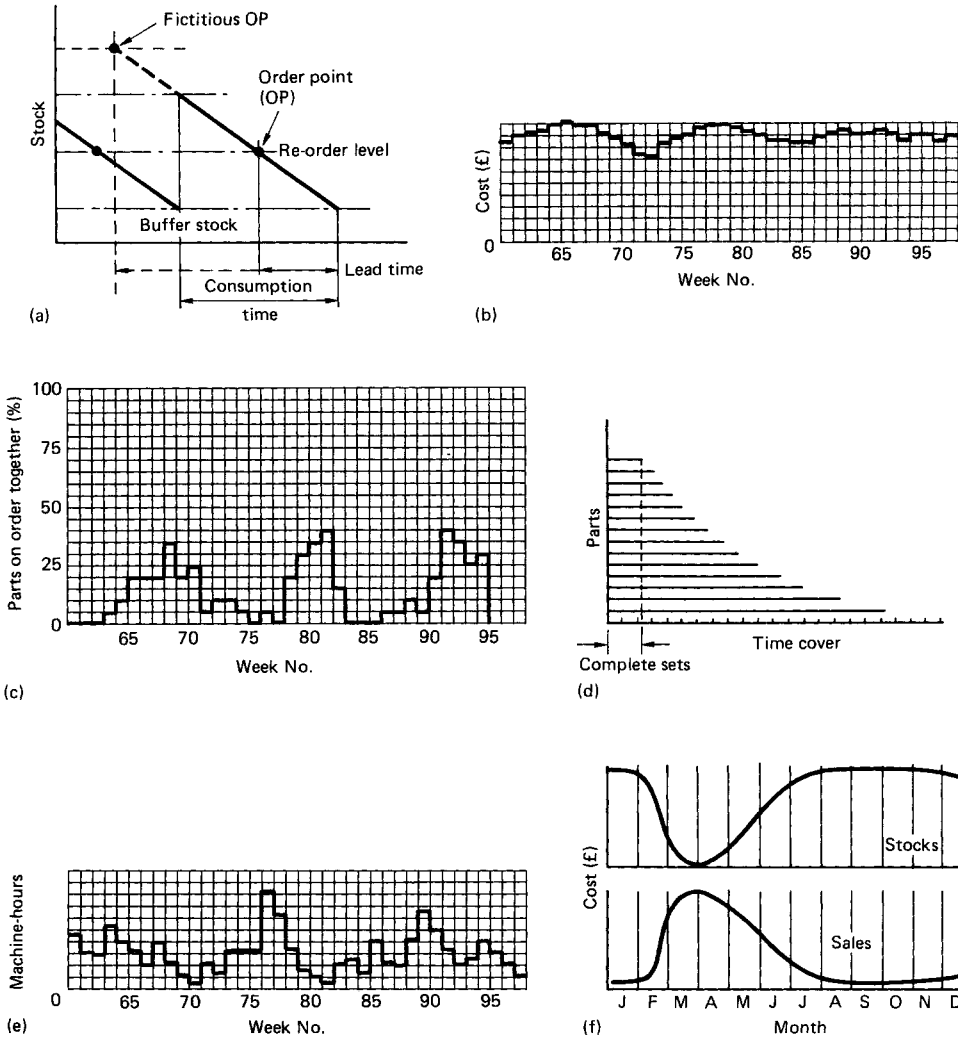 Fictitious OP
Order point
(OP)
Stock
Re-order level
Buffer stock
Lead time
Consumption
time
(a)
Cost (£)
0
65 70 75 80 85 90 95
Week No.
(b)
Parts on order together (%)
100
75
50
25
0
65 70 75 80 85 90 95
Week No.
(c)
Parts
Time cover
Complete sets
(d)
Machine-hours
0 65 70 75 80 85 90 95
Week No.
(e)
Cost (£)
Stocks
Sales
J F M A M J J A S O N D
Month
(f)